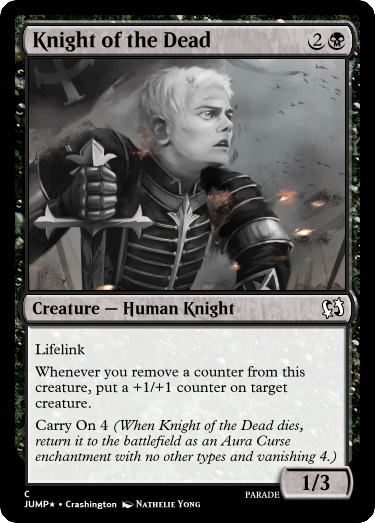 Knight of the Dead 2
Creature — Human Knight
Lifelink
Whenever you remove a counter from this
creature, put a +1/+1 counter on target
creature.
Carry On 4 (When Knight of the Dead dies,
return it to the battlefield as an Aura Curse
enchantment with no other types and vanishing 4.)
1/3
C
JUMP★ • Crashington Nathelie Yong
PARADE